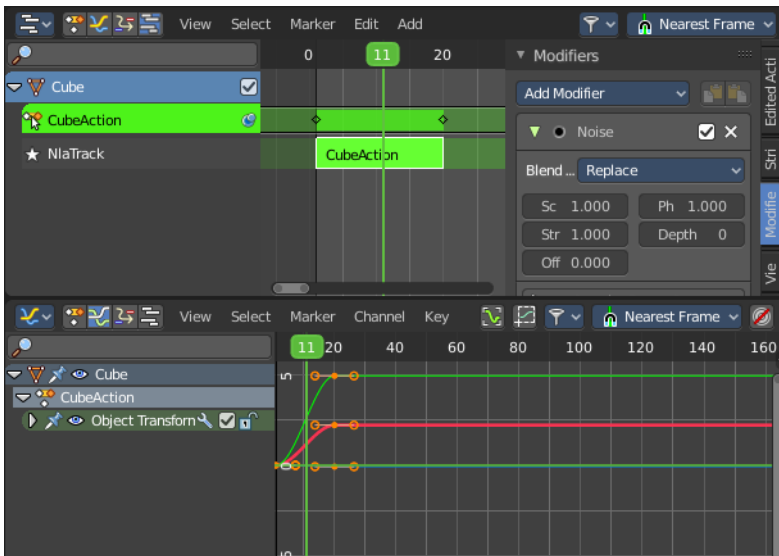 View Select Marker Edit Add Nearest Frame
0 11 20
Modifiers
Cube
Add Modifier
CubeAction
Noise
NlaTrack
CubeAction
Blend ... Replace
Sc 1.000 Ph 1.000
Str 1.000 Depth 0
Off 0.000
Edited Acti
Stri
Modifie
Vie
View Select Marker Channel Key Nearest Frame
11 20 40 60 80 100 120 140 160
Cube
CubeAction
Object Transform
5
0
5